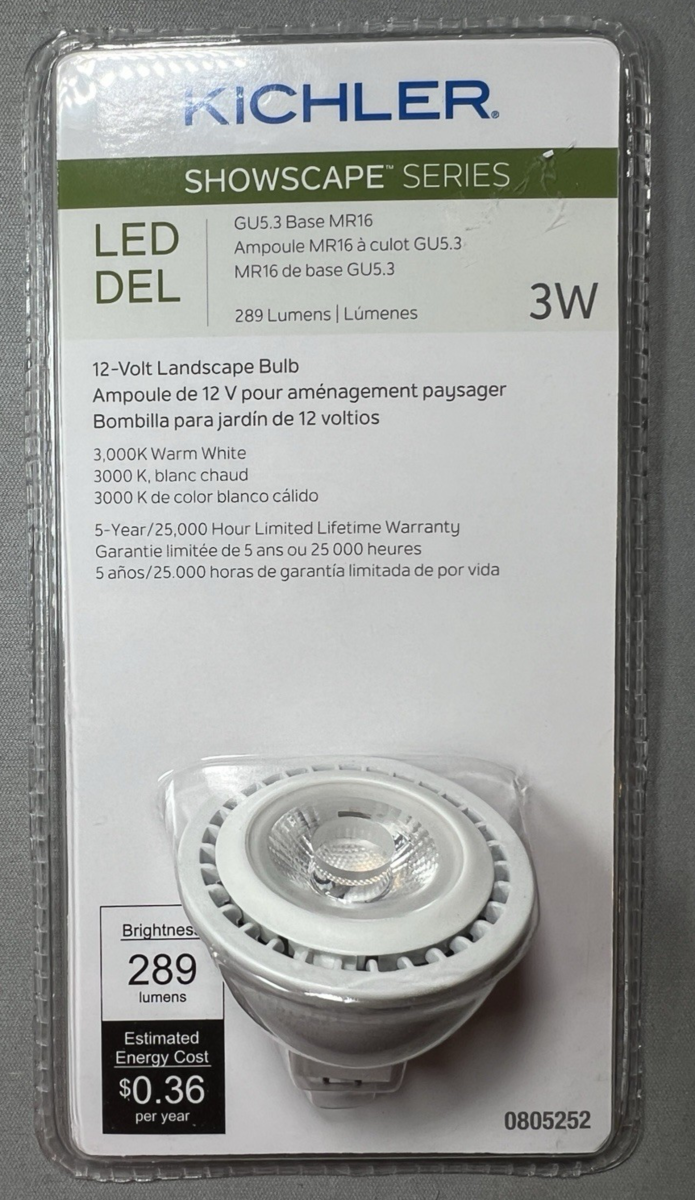 KICHLER®
SHOWSCAPE™ SERIES
LED
DEL
GU5.3 Base MR16
Ampoule MR16 à culot GU5.3
MR16 de base GU5.3
289 Lumens | Lúmenes
3W
12-Volt Landscape Bulb
Ampoule de 12 V pour aménagement paysager
Bombilla para jardín de 12 voltios
3,000K Warm White
3000 K, blanc chaud
3000 K de color blanco cálido
5-Year/25,000 Hour Limited Lifetime Warranty
Garantie limitée de 5 ans ou 25 000 heures
5 años/25.000 horas de garantía limitada de por vida
Brightnes
289
lumens
Estimated
Energy Cost
$0.36
per year
0805252